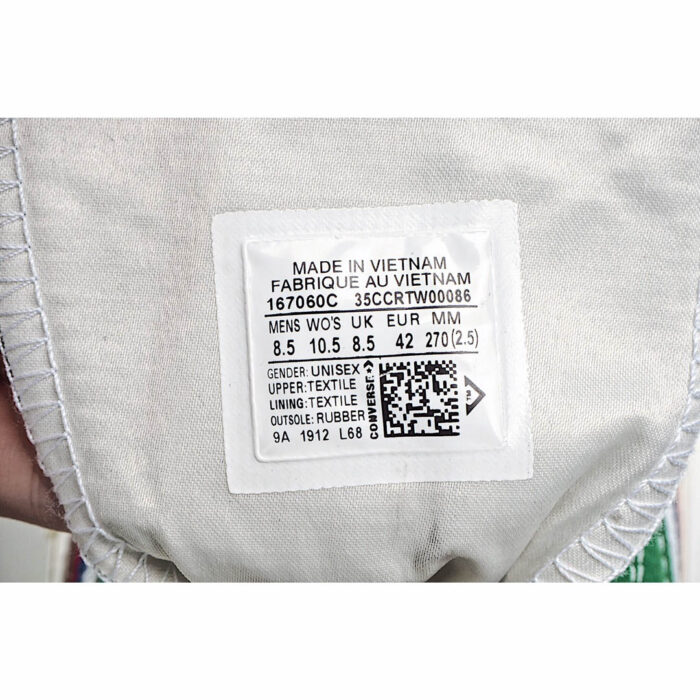 MADE IN VIETNAM
FABRIQUE AU VIETNAM
167060C 35CCRTW00086
MENS WO'S UK EUR MM
8.5 10.5 8.5 42 270(2.5)
GENDER: UNISEX
UPPER: TEXTILE
LINING: TEXTILE
OUTSOLE: RUBBER
9A 1912 L68
CONVERSE
TM